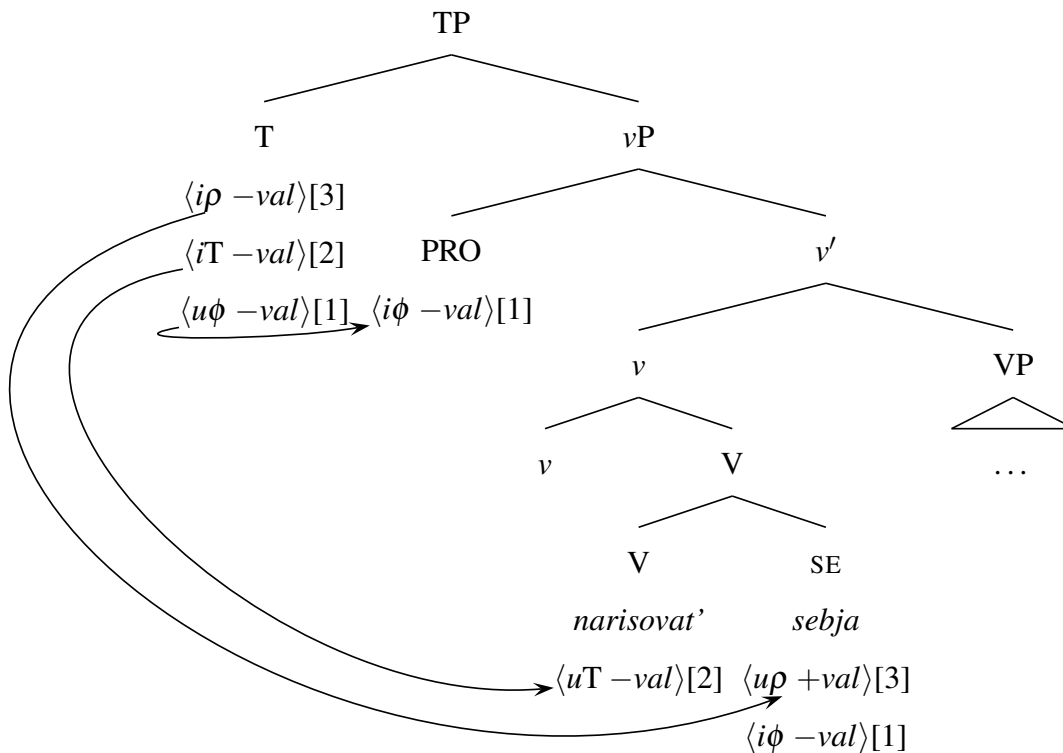 TP
T vP
⟨iρ −val⟩[3]
⟨iT −val⟩[2] PRO v′
⟨uϕ −val⟩[1] ⟨iϕ −val⟩[1]
v VP
v V …
V SE
narisovat’ sebja
⟨uT −val⟩[2] ⟨uρ +val⟩[3]
⟨iϕ −val⟩[1]